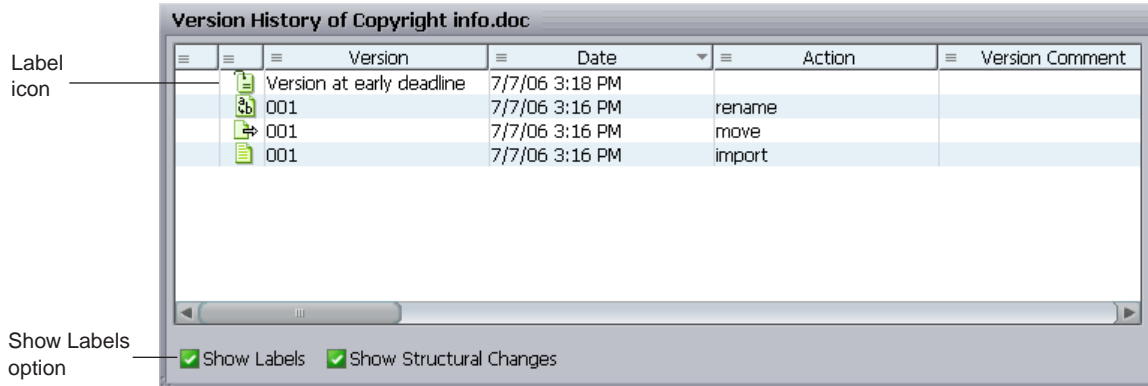 Version History of Copyright info.doc
Label
icon
Version Date Action Version Comment
Version at early deadline 7/7/06 3:18 PM
001 7/7/06 3:16 PM rename
001 7/7/06 3:16 PM move
001 7/7/06 3:16 PM import
Show Labels
option
Show Labels Show Structural Changes